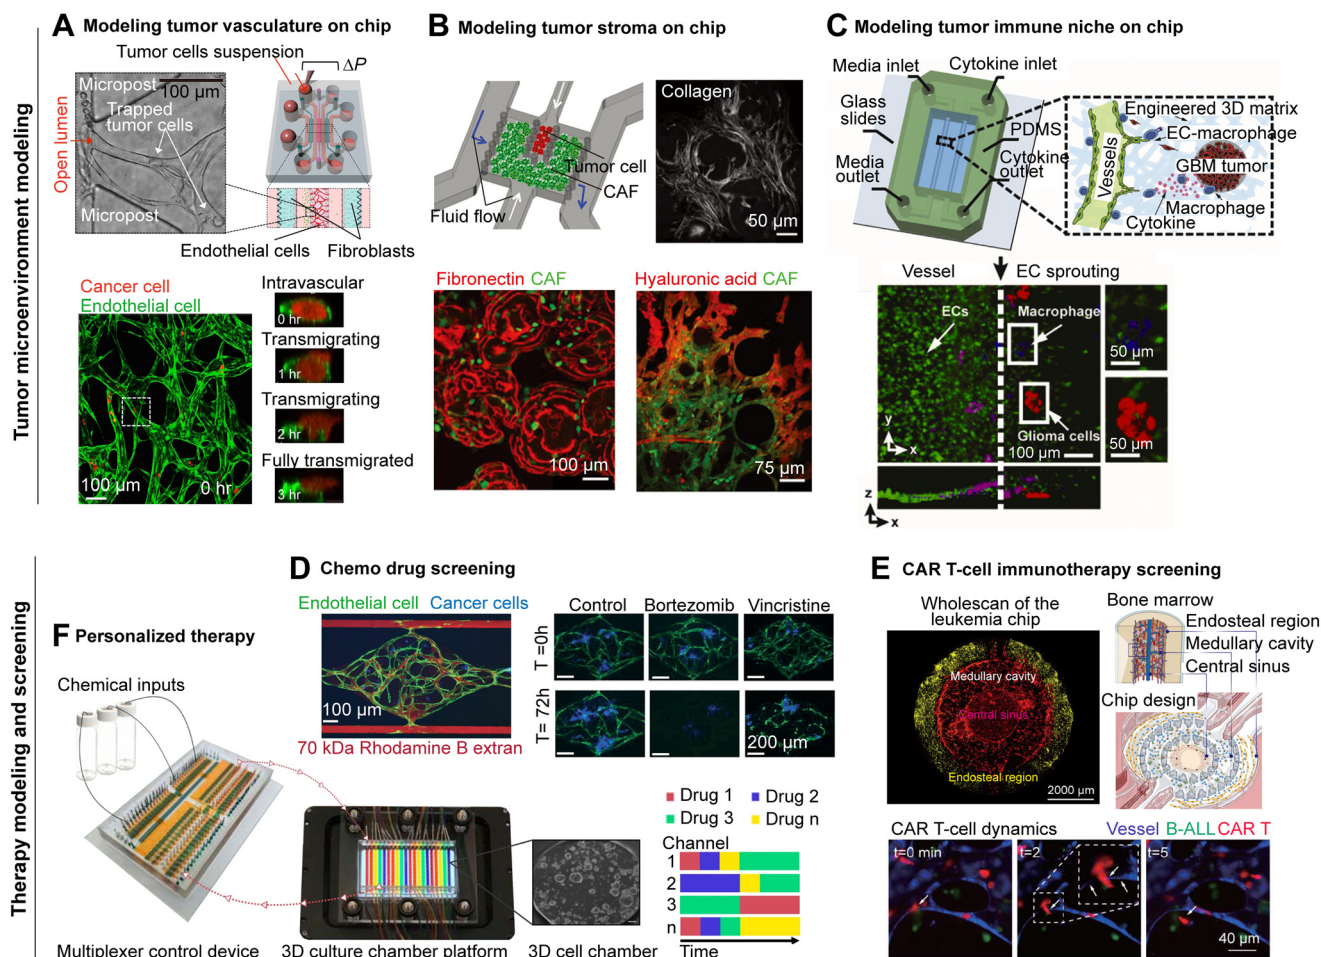 Tumor microenvironment modeling
A Modeling tumor vasculature on chip
Tumor cells suspension
ΔP
Micropost
100 μm
Trapped
tumor cells
Open lumen
Micropost
Endothelial cells
Fibroblasts
Cancer cell
Endothelial cell
100 μm
0 hr
Intravascular
0 hr
Transmigrating
1 hr
Transmigrating
2 hr
Fully transmigrated
3 hr
B Modeling tumor stroma on chip
Tumor cell
CAF
Fluid flow
Collagen
50 μm
Fibronectin CAF
100 μm
Hyaluronic acid CAF
75 μm
C Modeling tumor immune niche on chip
Media inlet
Cytokine inlet
Glass
slides
PDMS
Media
outlet
Cytokine
outlet
Engineered 3D matrix
EC-macrophage
Vessels
GBM tumor
Macrophage
Cytokine
Vessel
EC sprouting
ECs
Macrophage
Glioma cells
100 μm
y
x
z
x
50 μm
50 μm
Therapy modeling and screening
D Chemo drug screening
Endothelial cell Cancer cells
100 μm
70 kDa Rhodamine B extran
Control
Bortezomib
Vincristine
T =0h
T= 72h
200 μm
E CAR T-cell immunotherapy screening
Wholescan of the
leukemia chip
Medullary cavity
Central sinus
Endosteal region
2000 μm
Bone marrow
Endosteal region
Medullary cavity
Central sinus
Chip design
CAR T-cell dynamics
Vessel B-ALL CAR T
t=0 min
t=2
t=5
40 μm
F Personalized therapy
Chemical inputs
Multiplexer control device
3D culture chamber platform
3D cell chamber
Drug 1
Drug 2
Drug 3
Drug n
Channel
1
2
3
n
Time